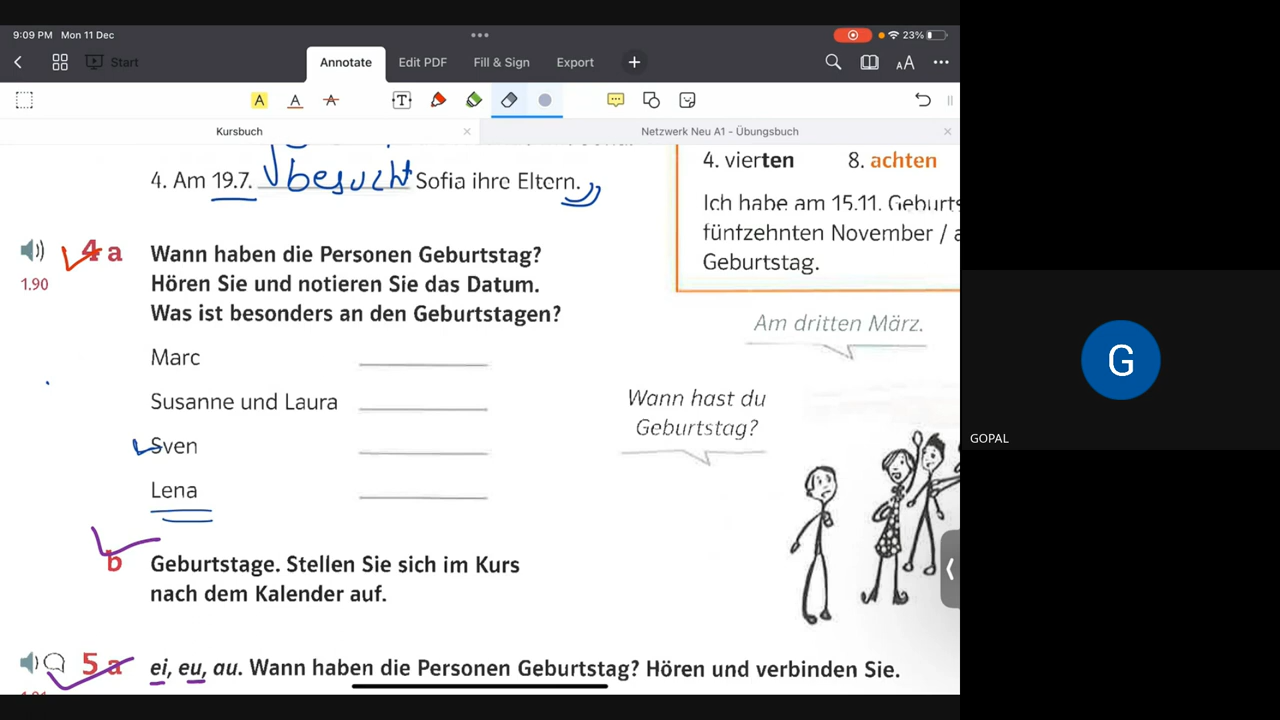 9:09 PM Mon 11 Dec
23%
Start
Annotate
Edit PDF
Fill & Sign
Export
Kursbuch
Netzwerk Neu A1 - Übungsbuch
4. Am 19.7. besucht Sofia ihre Eltern.
4. vierten 8. achten
Ich habe am 15.11. Geburts
fünfzehnten November / a
Geburtstag.
4 a Wann haben die Personen Geburtstag?
1.90 Hören Sie und notieren Sie das Datum.
Was ist besonders an den Geburtstagen?
Marc
Susanne und Laura
Sven
Lena
Am dritten März.
Wann hast du
Geburtstag?
b Geburtstage. Stellen Sie sich im Kurs
nach dem Kalender auf.
5 a ei, eu, au. Wann haben die Personen Geburtstag? Hören und verbinden Sie.
G
GOPAL